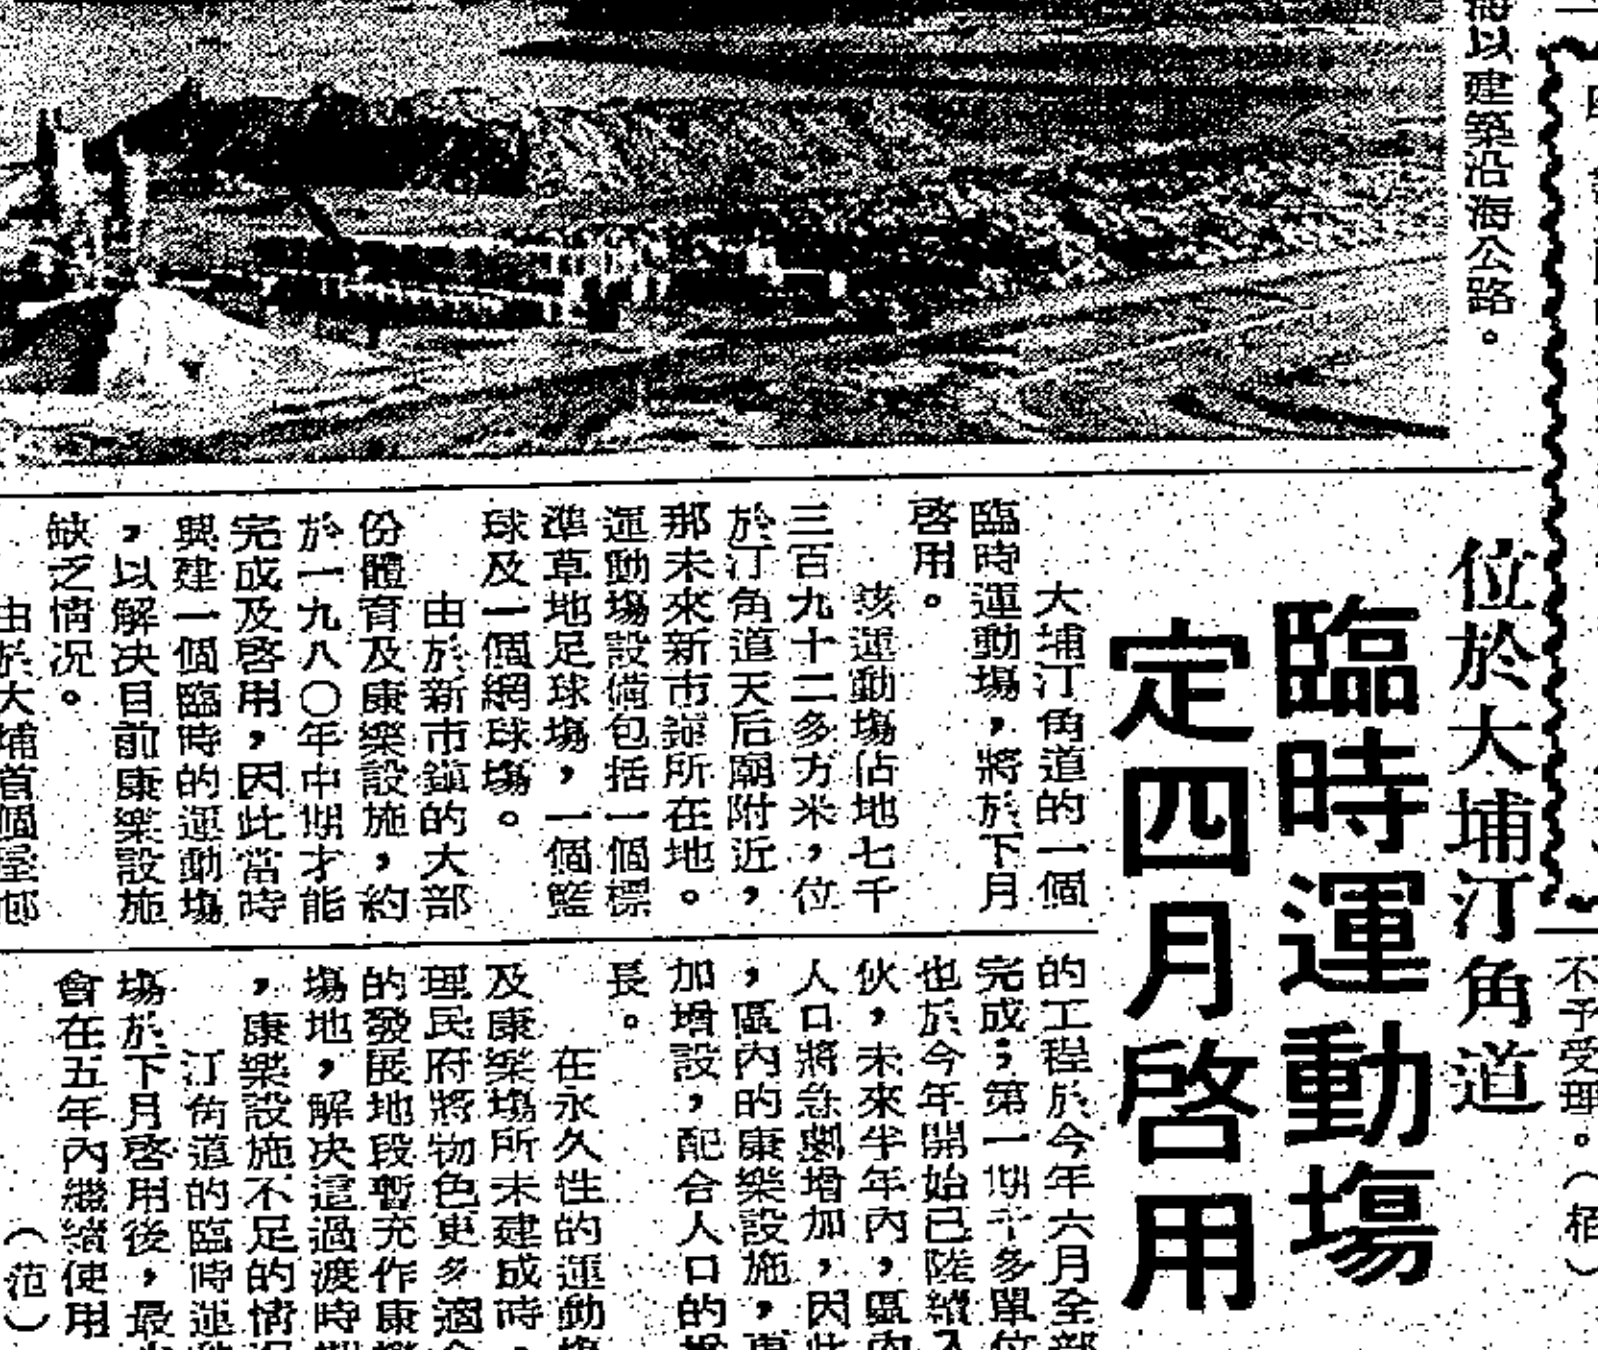 以建築沿海公路。
位於大埔汀角道
臨時運動場
定四月啓用
大埔汀角道的一個
臨時運動場,將於下月
啓用。
該運動場佔地七千
三百九十二多方米,位
於汀角道天后廟附近,
那未來新市鎮所在地。
運動場設備包括一個標
準草地足球場,一個籃
球及一個網球場。
由於新市鎮的大部
份體育及康樂設施,約
於一九八〇年中期才能
完成及啓用,因此當時
興建一個臨時的運動場
,以解決目前康樂設施
缺乏情況。
由於大埔首個屋邨
的工程於今年六月全部
完成;第一期千多單位
也於今年開始已陸續入
伙,未來半年內,區內
人口將急劇增加,因此
,區內的康樂設施,
加增設,配合人口的增
長。
在永久性的運動場
及康樂場所未建成時,
理民府將物色更多適合
的發展地段暫充作康樂
場地,解決這過渡時期
,康樂設施不足的情況
汀角道的臨時運
場於下月啓用後,最
會在五年內繼續使用
(范)
不予受理。(栢)